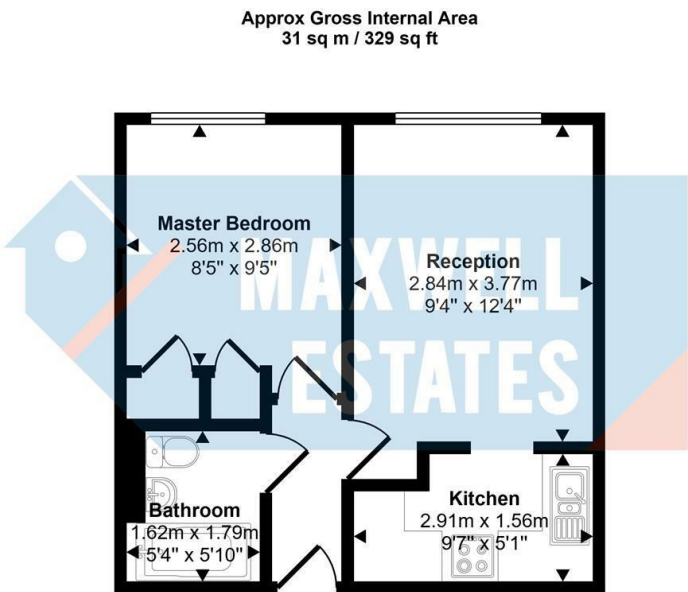 Approx Gross Internal Area
31 sq m / 329 sq ft
Master Bedroom
2.56m x 2.86m
8'5" x 9'5"
Reception
2.84m x 3.77m
9'4" x 12'4"
MAXWELL
ESTATES
Bathroom
1.62m x 1.79m
5'4" x 5'10"
Kitchen
2.91m x 1.56m
9'7" x 5'1"